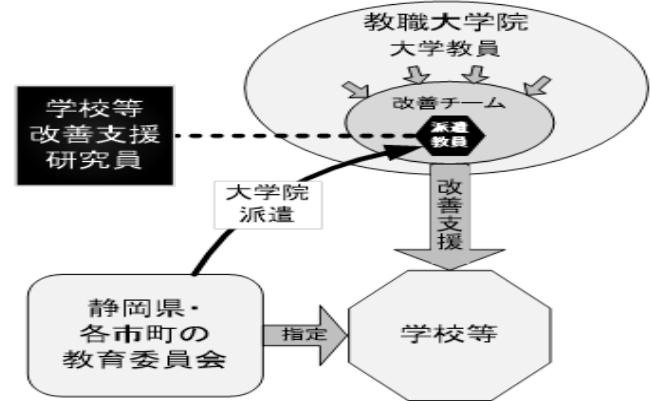 教職大学院
大学教員
改善チーム
派遣
教員
学校等
改善支援
研究員
大学院
派遣
改善支援
静岡県・
各市町の
教育委員会
指定
学校等